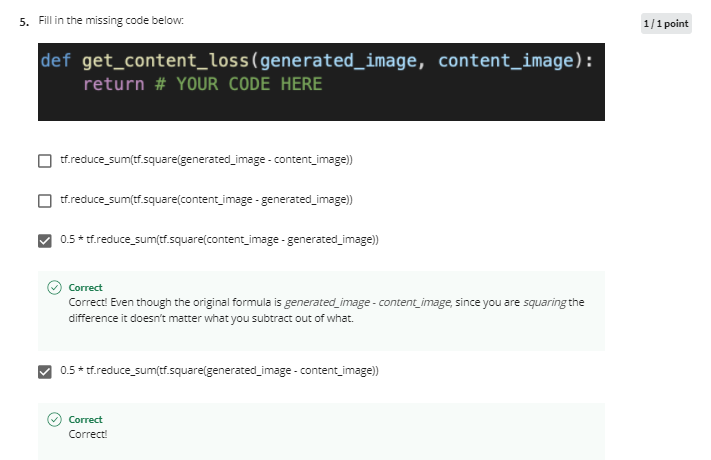 5. Fill in the missing code below:
1 / 1 point
def get_content_loss(generated_image, content_image):
return # YOUR CODE HERE
tf.reduce_sum(tf.square(generated_image - content_image))
tf.reduce_sum(tf.square(content_image - generated_image))
0.5 * tf.reduce_sum(tf.square(content_image - generated_image))
Correct
Correct! Even though the original formula is generated_image - content_image, since you are squaring the
difference it doesn't matter what you subtract out of what.
0.5 * tf.reduce_sum(tf.square(generated_image - content_image))
Correct
Correct!